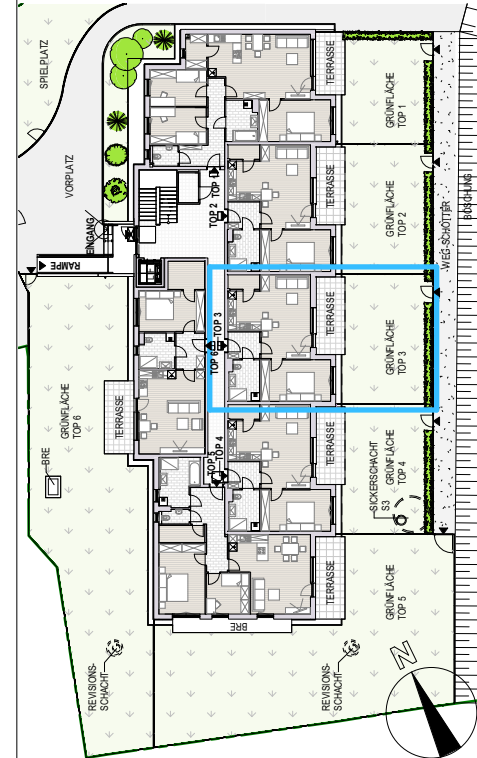 SPIELPLATZ
VORPLATZ
EINGANG
RAMPE
TERRASSE
GRÜNFLÄCHE
TOP 1
TOP 1
TOP 2
TERRASSE
GRÜNFLÄCHE
TOP 2
WEG-SCHOTTER
BÖSCHUNG
TOP 3
TOP 6
TERRASSE
GRÜNFLÄCHE
TOP 3
GRÜNFLÄCHE
TOP 6
BRE
TERRASSE
TOP 5
TOP 4
TERRASSE
SICKERSCHACHT
S3
GRÜNFLÄCHE
TOP 4
TERRASSE
GRÜNFLÄCHE
TOP 5
BRE
REVISIONS-
SCHACHT
REVISIONS-
SCHACHT
N